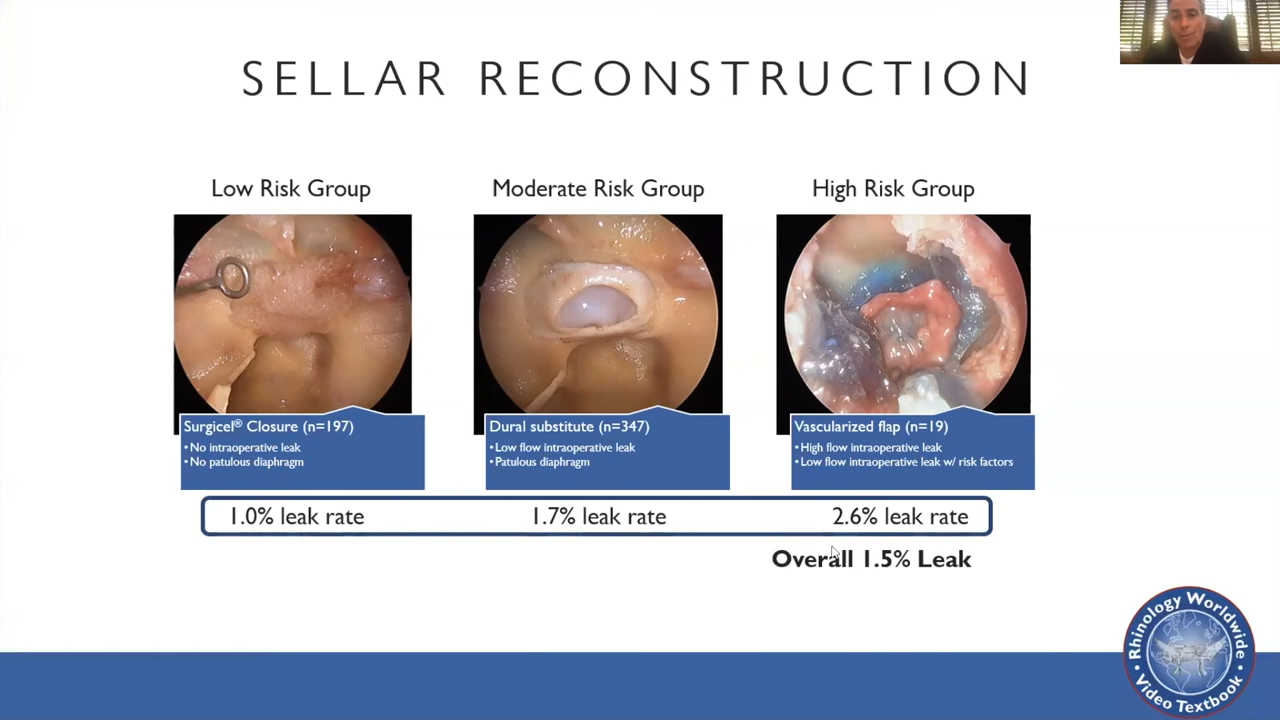 SELLAR RECONSTRUCTION
Low Risk Group
Moderate Risk Group
High Risk Group
Surgicel® Closure (n=197)
• No intraoperative leak
• No patulous diaphragm
Dural substitute (n=347)
• Low flow intraoperative leak
• Patulous diaphragm
Vascularized flap (n=19)
• High flow intraoperative leak
• Low flow intraoperative leak w/ risk factors
1.0% leak rate
1.7% leak rate
2.6% leak rate
Overall 1.5% Leak
Rhinology Worldwide
• Video Textbook •